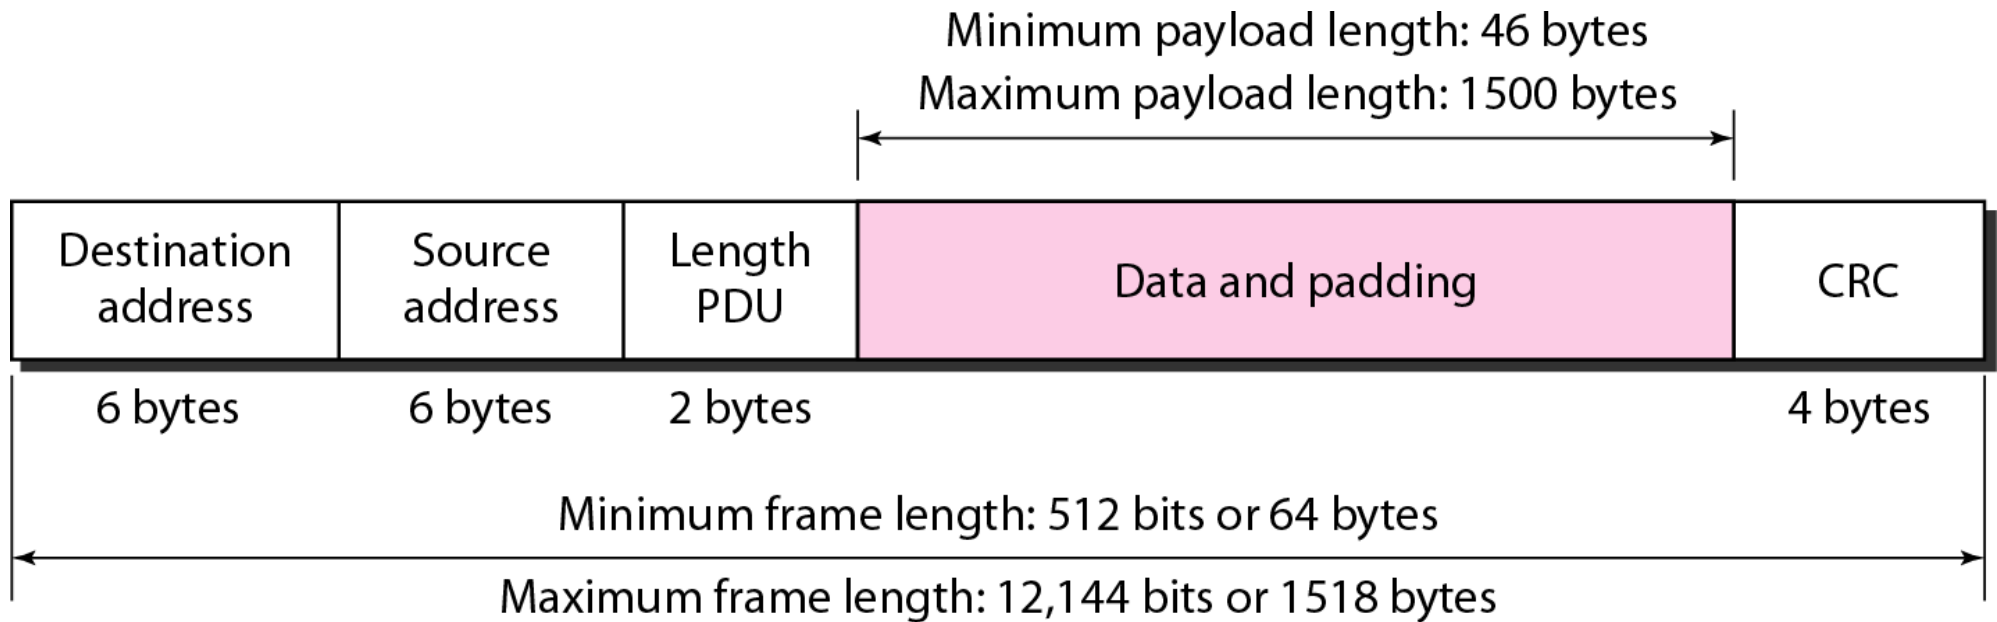 Minimum payload length: 46 bytes
Maximum payload length: 1500 bytes
Destination
address
Source
address
Length
PDU
Data and padding
CRC
6 bytes
6 bytes
2 bytes
4 bytes
Minimum frame length: 512 bits or 64 bytes
Maximum frame length: 12,144 bits or 1518 bytes